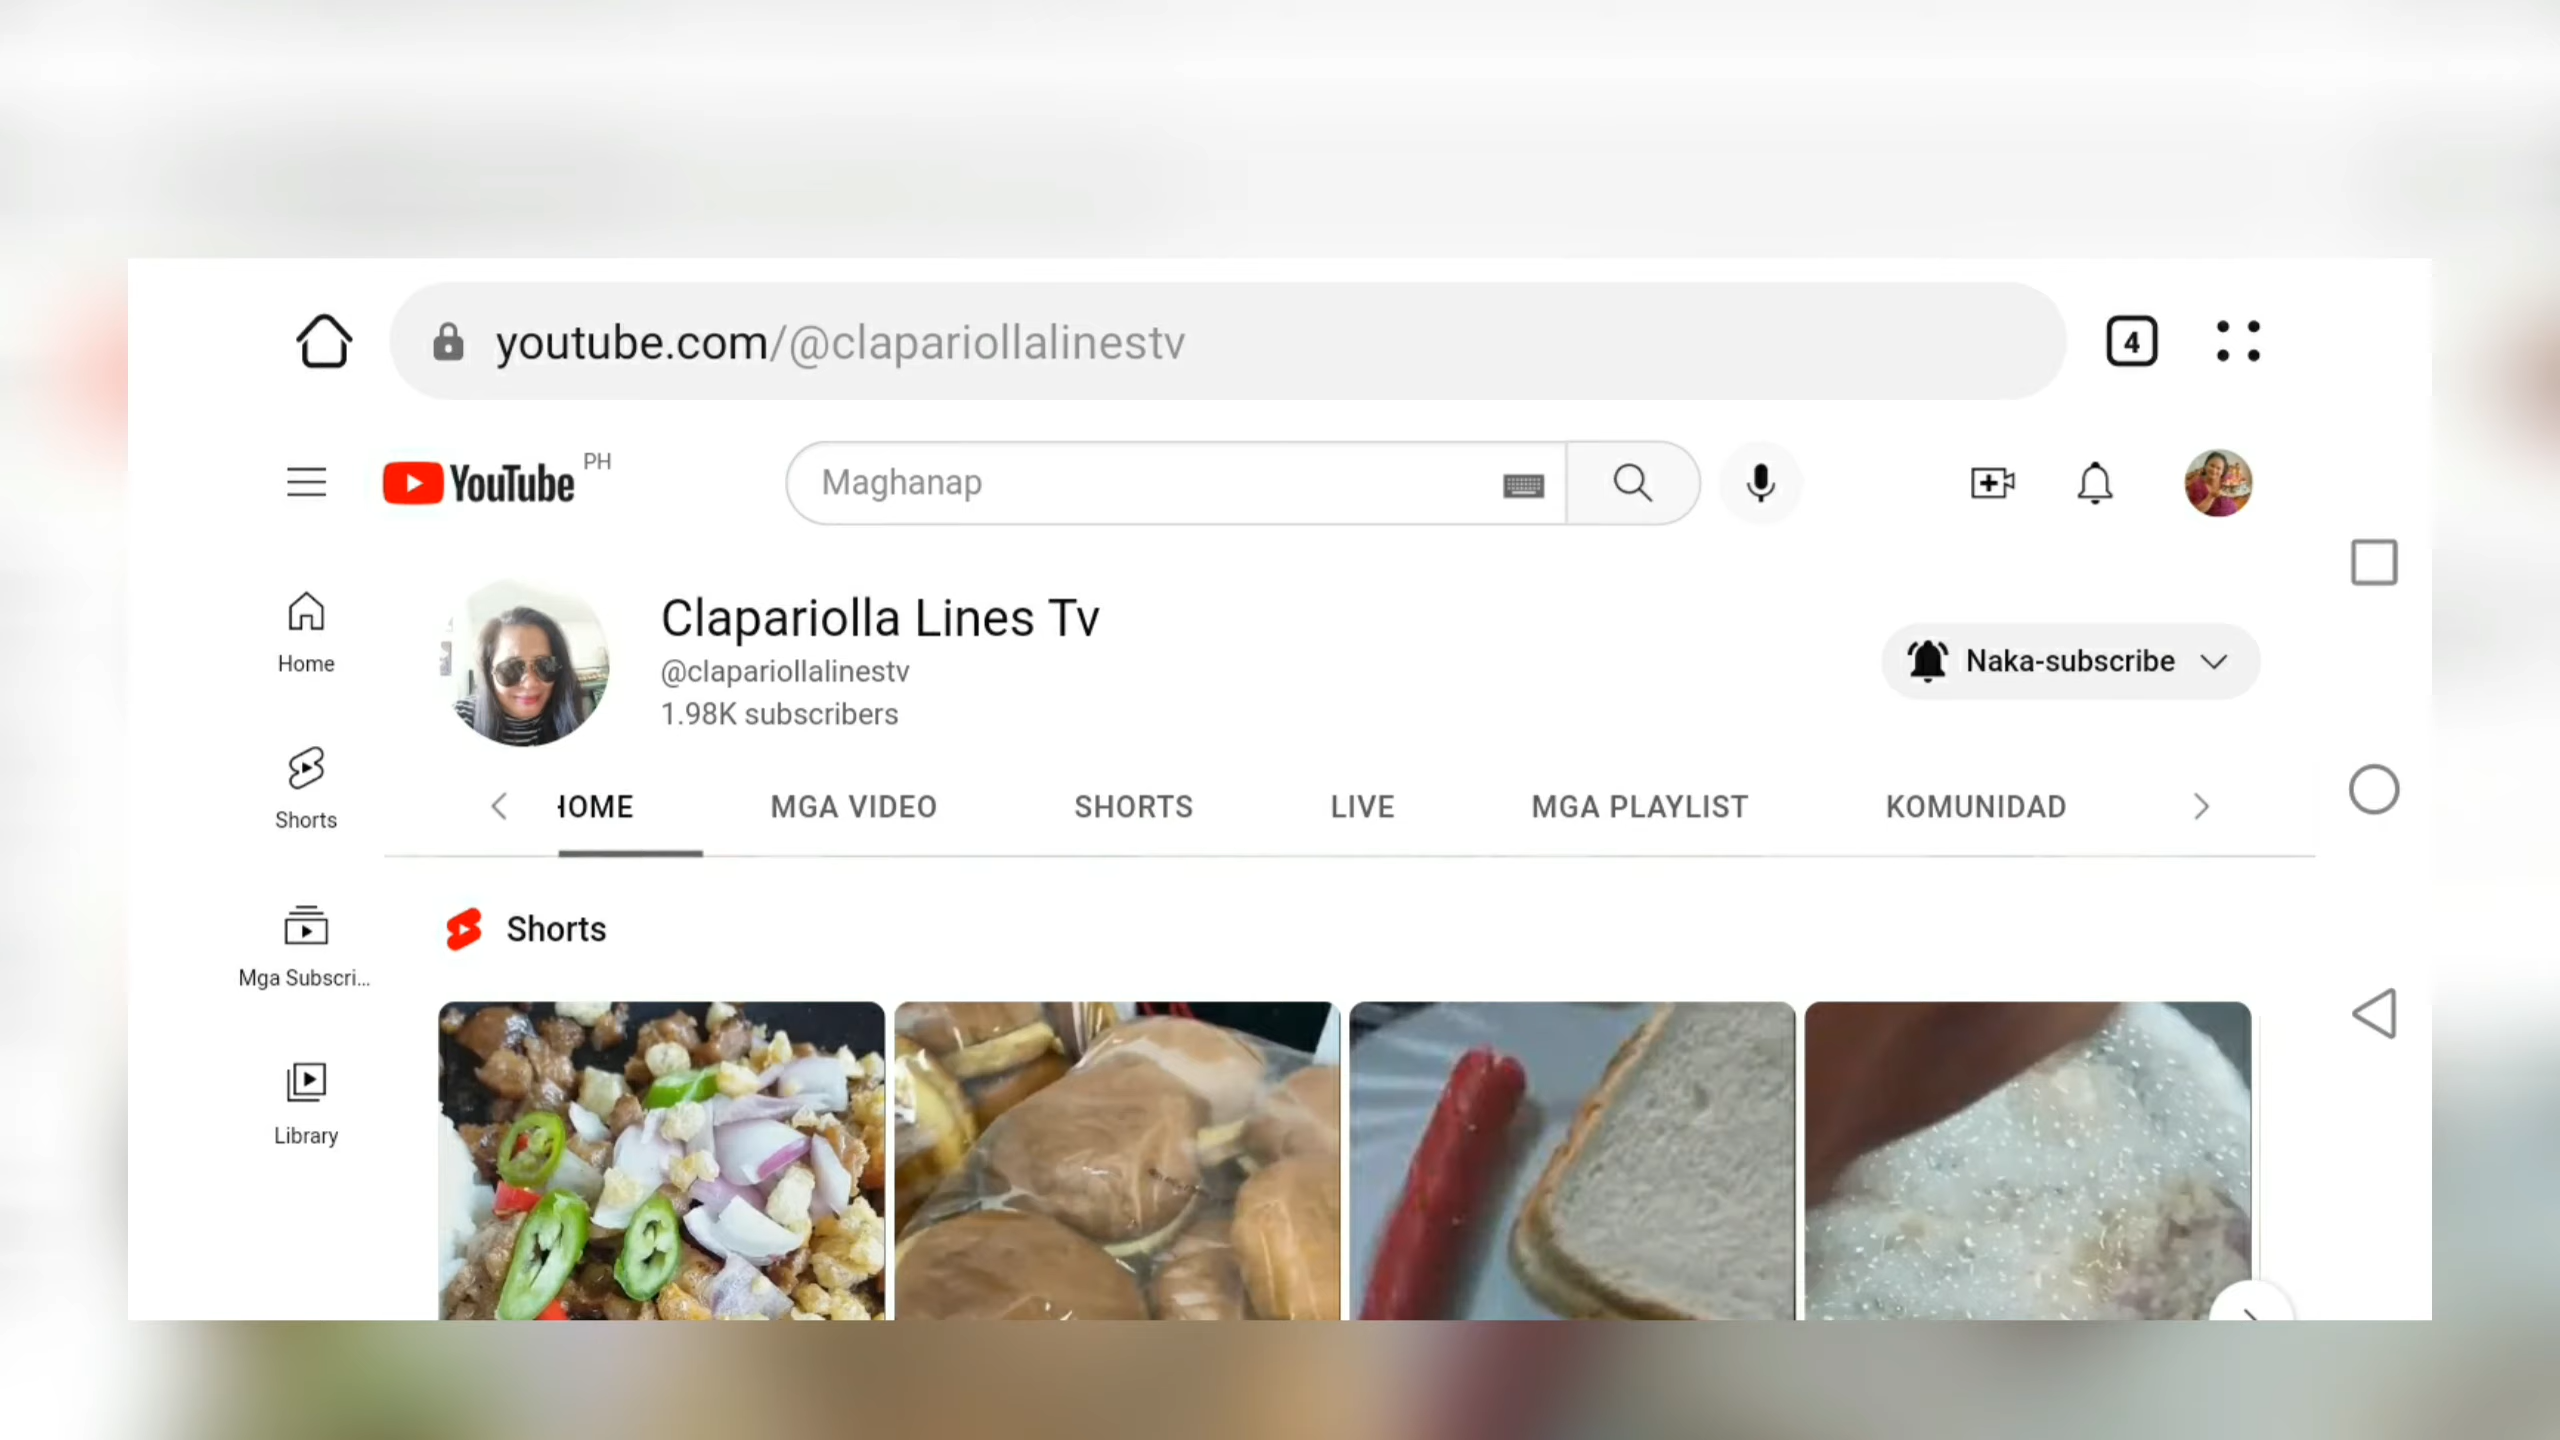 youtube.com/@clapariollalinestv
4
YouTube PH
Maghanap
Clapariolla Lines Tv
@clapariollalinestv
1.98K subscribers
Naka-subscribe
Home
Shorts
Mga Subscri...
Library
HOME MGA VIDEO SHORTS LIVE MGA PLAYLIST KOMUNIDAD
Shorts